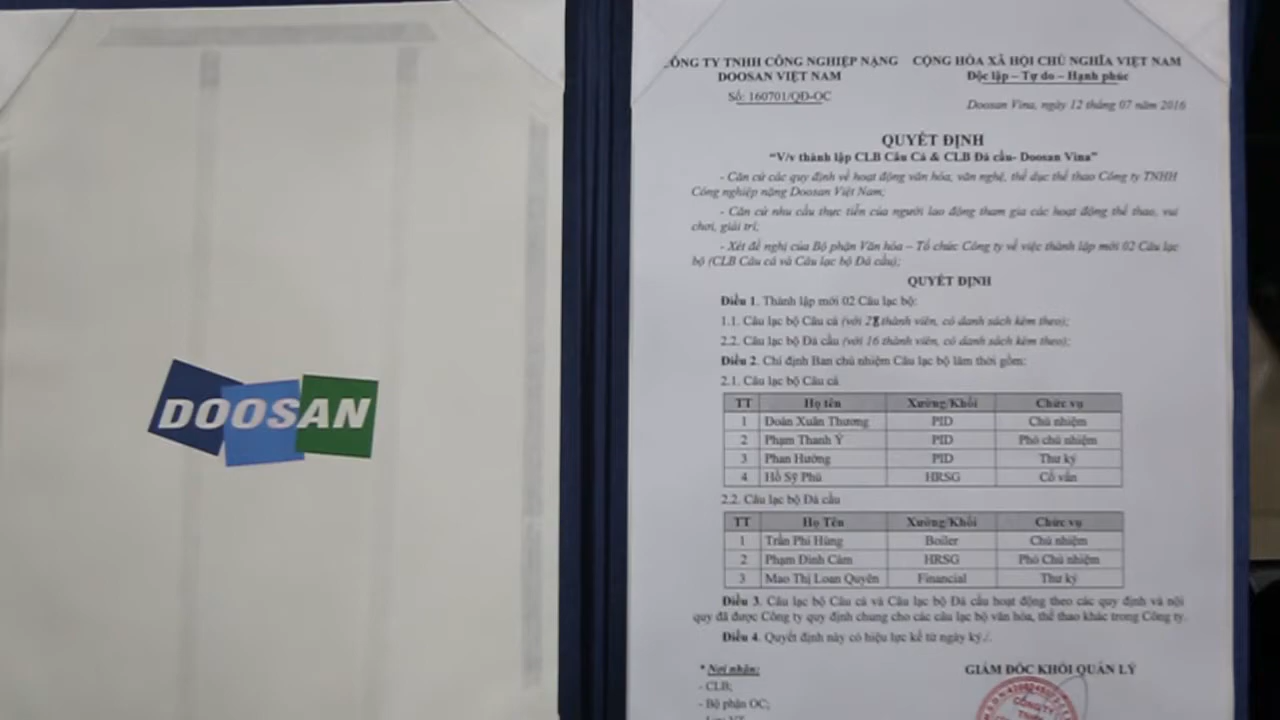 DOOSAN
CÔNG TY TNHH CÔNG NGHIỆP NẶNG
DOOSAN VIỆT NAM
Số: 160701/QĐ-OC
CỘNG HÒA XÃ HỘI CHỦ NGHĨA VIỆT NAM
Độc lập – Tự do – Hạnh phúc
Doosan Vina, ngày 12 tháng 07 năm 2016
QUYẾT ĐỊNH
"V/v thành lập CLB Câu Cá & CLB Đá cầu- Doosan Vina"
- Căn cứ các quy định về hoạt động văn hóa, văn nghệ, thể dục thể thao Công ty TNHH
Công nghiệp nặng Doosan Việt Nam;
- Căn cứ nhu cầu thực tiễn của người lao động tham gia các hoạt động thể thao, vui
chơi, giải trí;
- Xét đề nghị của Bộ phận Văn hóa – Tổ chức Công ty về việc thành lập mới 02 Câu lạc
bộ (CLB Câu cá và Câu lạc bộ Đá cầu);
QUYẾT ĐỊNH
Điều 1. Thành lập mới 02 Câu lạc bộ:
1.1. Câu lạc bộ Câu cá (với thành viên, có danh sách kèm theo);
2.2. Câu lạc bộ Đá cầu (với 16 thành viên, có danh sách kèm theo);
Điều 2. Chỉ định Ban chủ nhiệm Câu lạc bộ lâm thời gồm:
2.1. Câu lạc bộ Câu cá
TT Họ tên Xưởng/Khối Chức vụ
1 Đoàn Xuân Thương PID Chủ nhiệm
2 Phạm Thanh Ý PID Phó chủ nhiệm
3 Phan Hường PID Thư ký
4 Hồ Sỹ Phú HRSG Cố vấn
2.2. Câu lạc bộ Đá cầu
TT Họ Tên Xưởng/Khối Chức vụ
1 Trần Phi Hùng Boiler Chủ nhiệm
2 Phạm Đình Cảm HRSG Phó Chủ nhiệm
3 Mao Thị Loan Quyên Financial Thư ký
Điều 3. Câu lạc bộ Câu cá và Câu lạc bộ Đá cầu hoạt động theo các quy định và nội
quy đã được Công ty quy định chung cho các câu lạc bộ văn hóa, thể thao khác trong Công ty.
Điều 4. Quyết định này có hiệu lực kể từ ngày ký./.
* Nơi nhận:
- CLB;
- Bộ phận OC;
- Lưu VT
GIÁM ĐỐC KHỐI QUẢN LÝ
CÔNG TY
TNHH